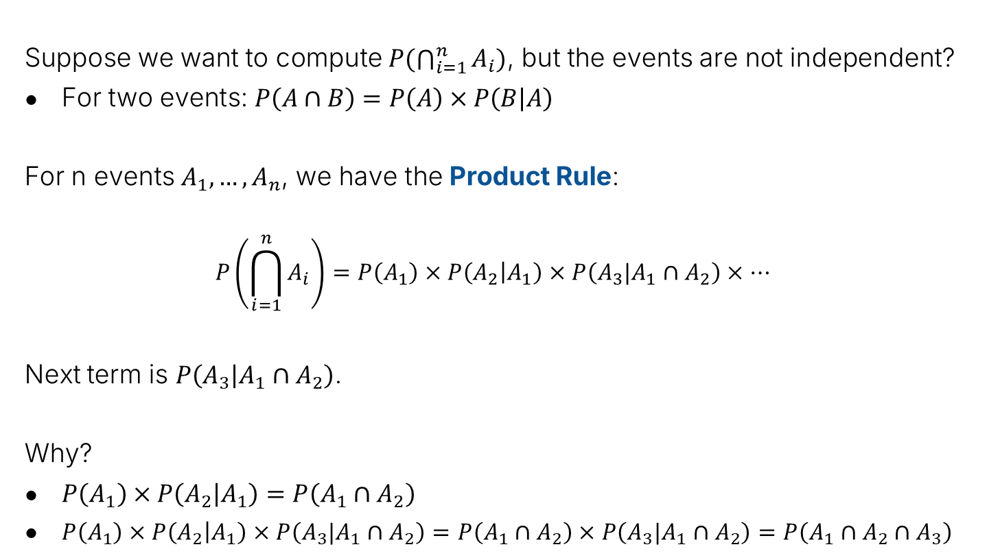 Suppose we want to compute $P(\bigcap_{i=1}^{n} A_i)$, but the events are not independent?
● For two events: $P(A \cap B) = P(A) \times P(B|A)$
For n events $A_1, \ldots, A_n$, we have the Product Rule:
$P\left(\bigcap_{i=1}^{n} A_i\right) = P(A_1) \times P(A_2|A_1) \times P(A_3|A_1 \cap A_2) \times \cdots$
Next term is $P(A_3|A_1 \cap A_2)$.
Why?
● $P(A_1) \times P(A_2|A_1) = P(A_1 \cap A_2)$
● $P(A_1) \times P(A_2|A_1) \times P(A_3|A_1 \cap A_2) = P(A_1 \cap A_2) \times P(A_3|A_1 \cap A_2) = P(A_1 \cap A_2 \cap A_3)$